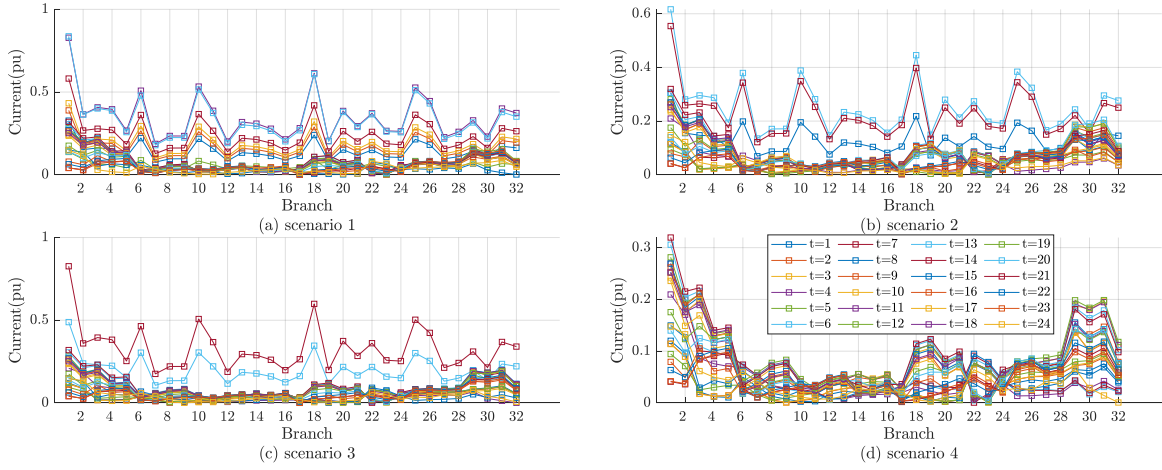 1
0.5
0
Current(pu)
2 4 6 8 10 12 14 16 18 20 22 24 26 28 30 32
Branch
(a) scenario 1
0.6
0.4
0.2
0
Current(pu)
2 4 6 8 10 12 14 16 18 20 22 24 26 28 30 32
Branch
(b) scenario 2
1
0.5
0
Current(pu)
2 4 6 8 10 12 14 16 18 20 22 24 26 28 30 32
Branch
(c) scenario 3
0.3
0.2
0.1
0
Current(pu)
t=1 t=7 t=13 t=19
t=2 t=8 t=14 t=20
t=3 t=9 t=15 t=21
t=4 t=10 t=16 t=22
t=5 t=11 t=17 t=23
t=6 t=12 t=18 t=24
2 4 6 8 10 12 14 16 18 20 22 24 26 28 30 32
Branch
(d) scenario 4